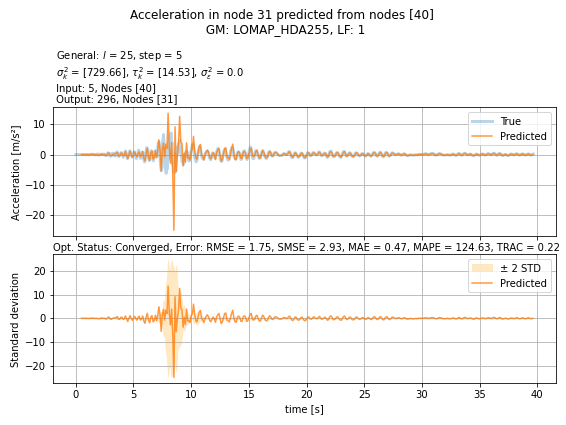 Acceleration in node 31 predicted from nodes [40]
GM: LOMAP_HDA255, LF: 1
General: l = 25, step = 5
σ²ₖ = [729.66], τ²ₖ = [14.53], σ²ε = 0.0
Input: 5, Nodes [40]
Output: 296, Nodes [31]
Acceleration [m/s²]
10
0
−10
−20
True
Predicted
Opt. Status: Converged, Error: RMSE = 1.75, SMSE = 2.93, MAE = 0.47, MAPE = 124.63, TRAC = 0.22
Standard deviation
20
10
0
−10
−20
± 2 STD
Predicted
0 5 10 15 20 25 30 35 40
time [s]